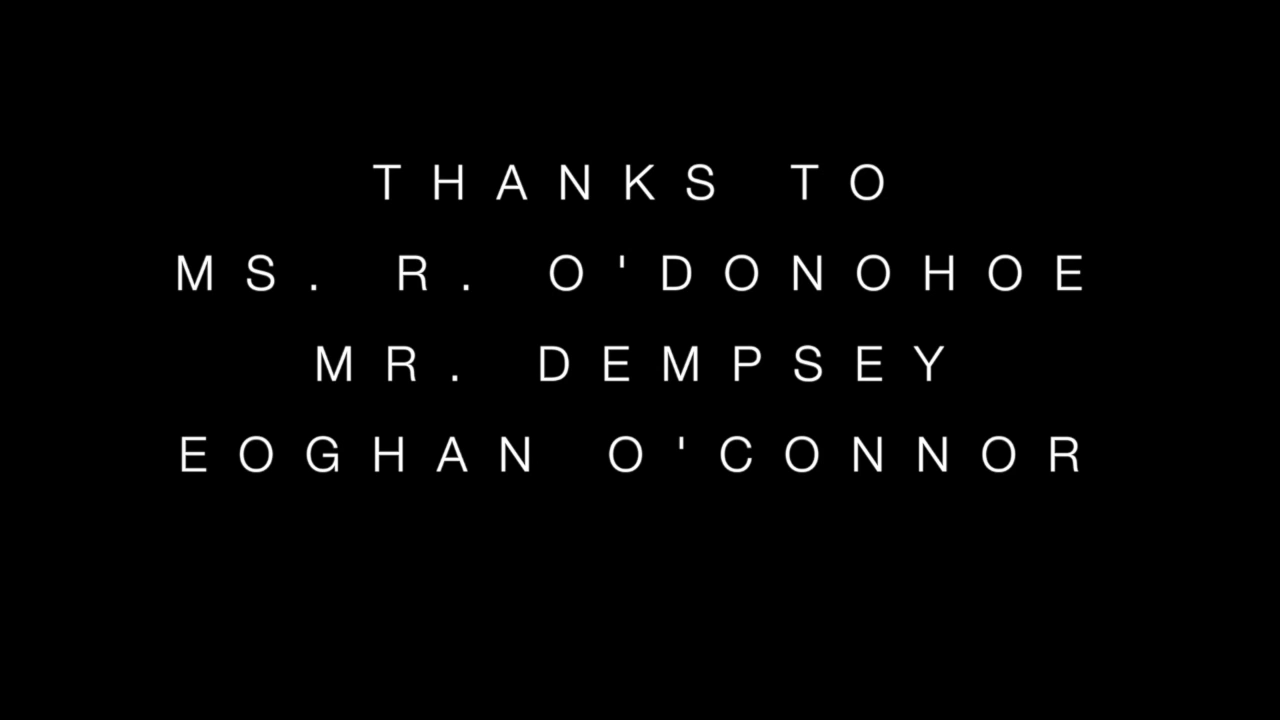 THANKS TO
MS. R. O'DONOHOE
MR. DEMPSEY
EOGHAN O'CONNOR